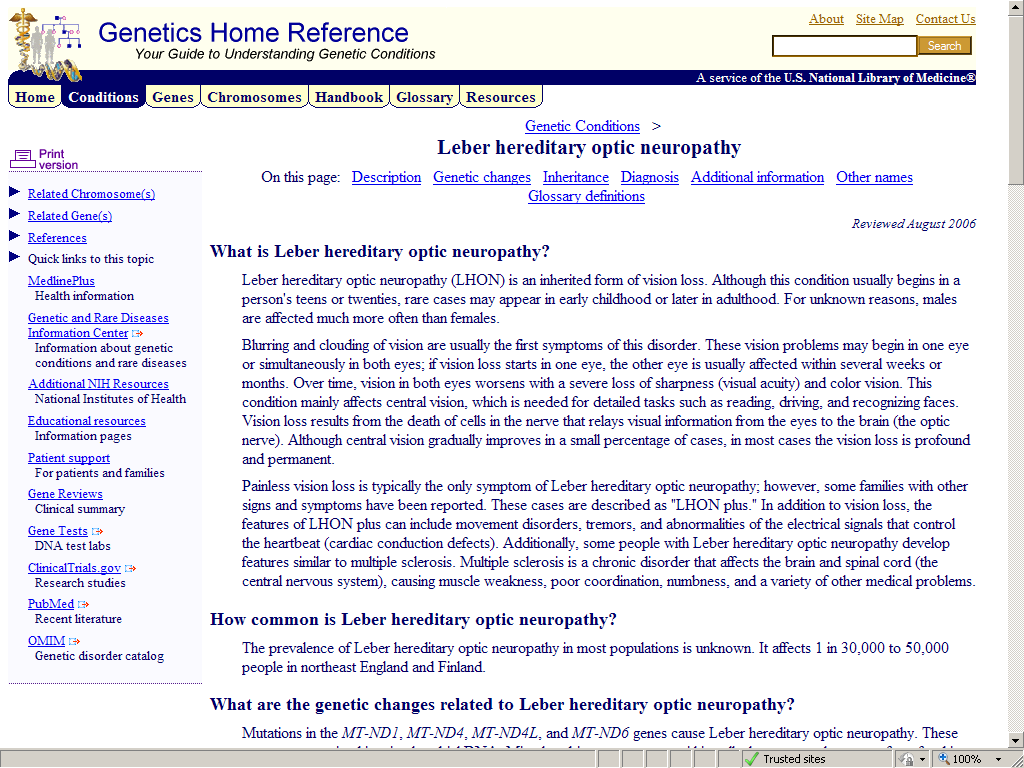 About Site Map Contact Us
Genetics Home Reference
Your Guide to Understanding Genetic Conditions
Search
A service of the U.S. National Library of Medicine®
Home Conditions Genes Chromosomes Handbook Glossary Resources
Genetic Conditions >
Leber hereditary optic neuropathy
Print
version
On this page: Description Genetic changes Inheritance Diagnosis Additional information Other names
Glossary definitions
Reviewed August 2006
Related Chromosome(s)
Related Gene(s)
References
Quick links to this topic
MedlinePlus
Health information
Genetic and Rare Diseases
Information Center
Information about genetic
conditions and rare diseases
Additional NIH Resources
National Institutes of Health
Educational resources
Information pages
Patient support
For patients and families
Gene Reviews
Clinical summary
Gene Tests
DNA test labs
ClinicalTrials.gov
Research studies
PubMed
Recent literature
OMIM
Genetic disorder catalog
What is Leber hereditary optic neuropathy?
Leber hereditary optic neuropathy (LHON) is an inherited form of vision loss. Although this condition usually begins in a
person's teens or twenties, rare cases may appear in early childhood or later in adulthood. For unknown reasons, males
are affected much more often than females.
Blurring and clouding of vision are usually the first symptoms of this disorder. These vision problems may begin in one eye
or simultaneously in both eyes; if vision loss starts in one eye, the other eye is usually affected within several weeks or
months. Over time, vision in both eyes worsens with a severe loss of sharpness (visual acuity) and color vision. This
condition mainly affects central vision, which is needed for detailed tasks such as reading, driving, and recognizing faces.
Vision loss results from the death of cells in the nerve that relays visual information from the eyes to the brain (the optic
nerve). Although central vision gradually improves in a small percentage of cases, in most cases the vision loss is profound
and permanent.
Painless vision loss is typically the only symptom of Leber hereditary optic neuropathy; however, some families with other
signs and symptoms have been reported. These cases are described as "LHON plus." In addition to vision loss, the
features of LHON plus can include movement disorders, tremors, and abnormalities of the electrical signals that control
the heartbeat (cardiac conduction defects). Additionally, some people with Leber hereditary optic neuropathy develop
features similar to multiple sclerosis. Multiple sclerosis is a chronic disorder that affects the brain and spinal cord (the
central nervous system), causing muscle weakness, poor coordination, numbness, and a variety of other medical problems.
How common is Leber hereditary optic neuropathy?
The prevalence of Leber hereditary optic neuropathy in most populations is unknown. It affects 1 in 30,000 to 50,000
people in northeast England and Finland.
What are the genetic changes related to Leber hereditary optic neuropathy?
Mutations in the MT-ND1, MT-ND4, MT-ND4L, and MT-ND6 genes cause Leber hereditary optic neuropathy. These
Trusted sites
100%